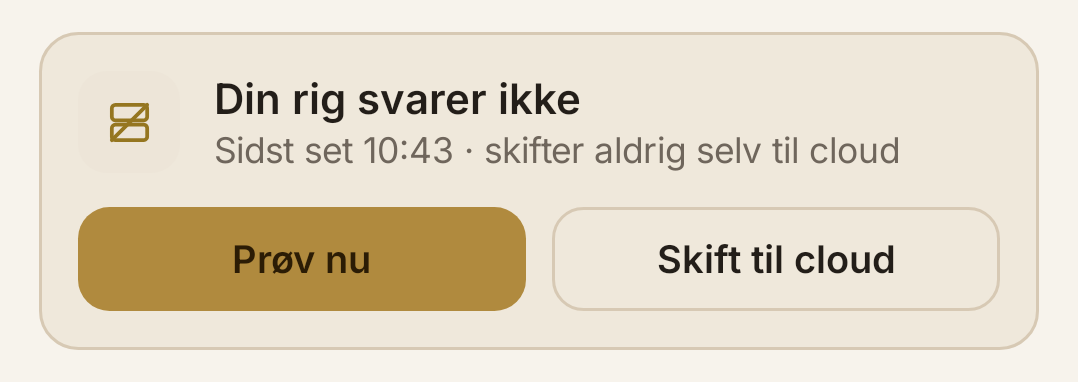 Din rig svarer ikke
Sidst set 10:43 · skifter aldrig selv til cloud
Prøv nu
Skift til cloud